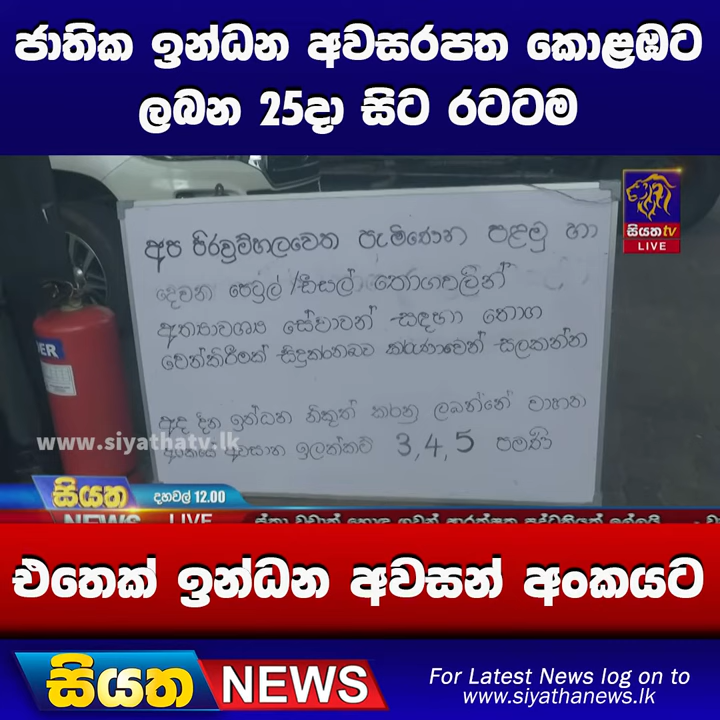 ජාතික ඉන්ධන අවසරපත කොළඹට
ලබන 25දා සිට රටටම
සියත tv
LIVE
අප පිරවුම්හලවෙත පැමිණෙන පළමු හා
දෙවන පෙට්‍රල් / ඩීසල් තොගවලින්
අත්‍යාවශ්‍ය සේවාවන් සඳහා තොග
වෙන්කිරීමක් සිදුකරනබව කරුණාවෙන් සලකන්න
අද දින ඉන්ධන නිකුත් කරනු ලබන්නේ වාහන
අංකයේ අවසාන ඉලක්කම් 3,4,5 පමණි
www.siyathatv.lk
සියත
දහවල් 12.00
NEWS
LIVE
එතෙක් ඉන්ධන අවසන් අංකයට
සියත NEWS
For Latest News log on to
www.siyathanews.lk